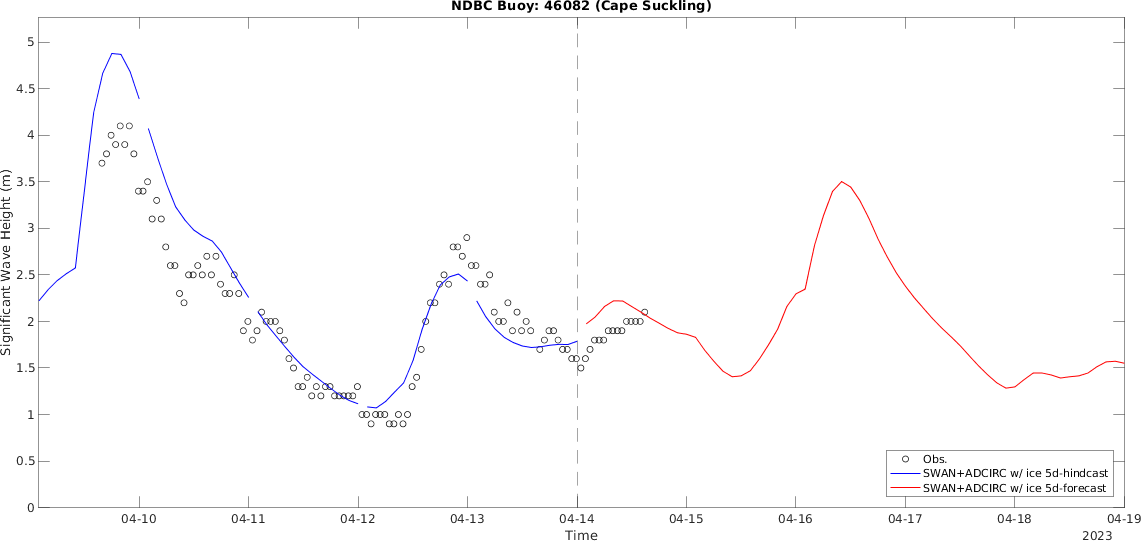 NDBC Buoy: 46082 (Cape Suckling)
Significant Wave Height (m)
5
4.5
4
3.5
3
2.5
2
1.5
1
0.5
0
Obs.
SWAN+ADCIRC w/ ice 5d-hindcast
SWAN+ADCIRC w/ ice 5d-forecast
04-10 04-11 04-12 04-13 04-14 04-15 04-16 04-17 04-18 04-19
Time
2023